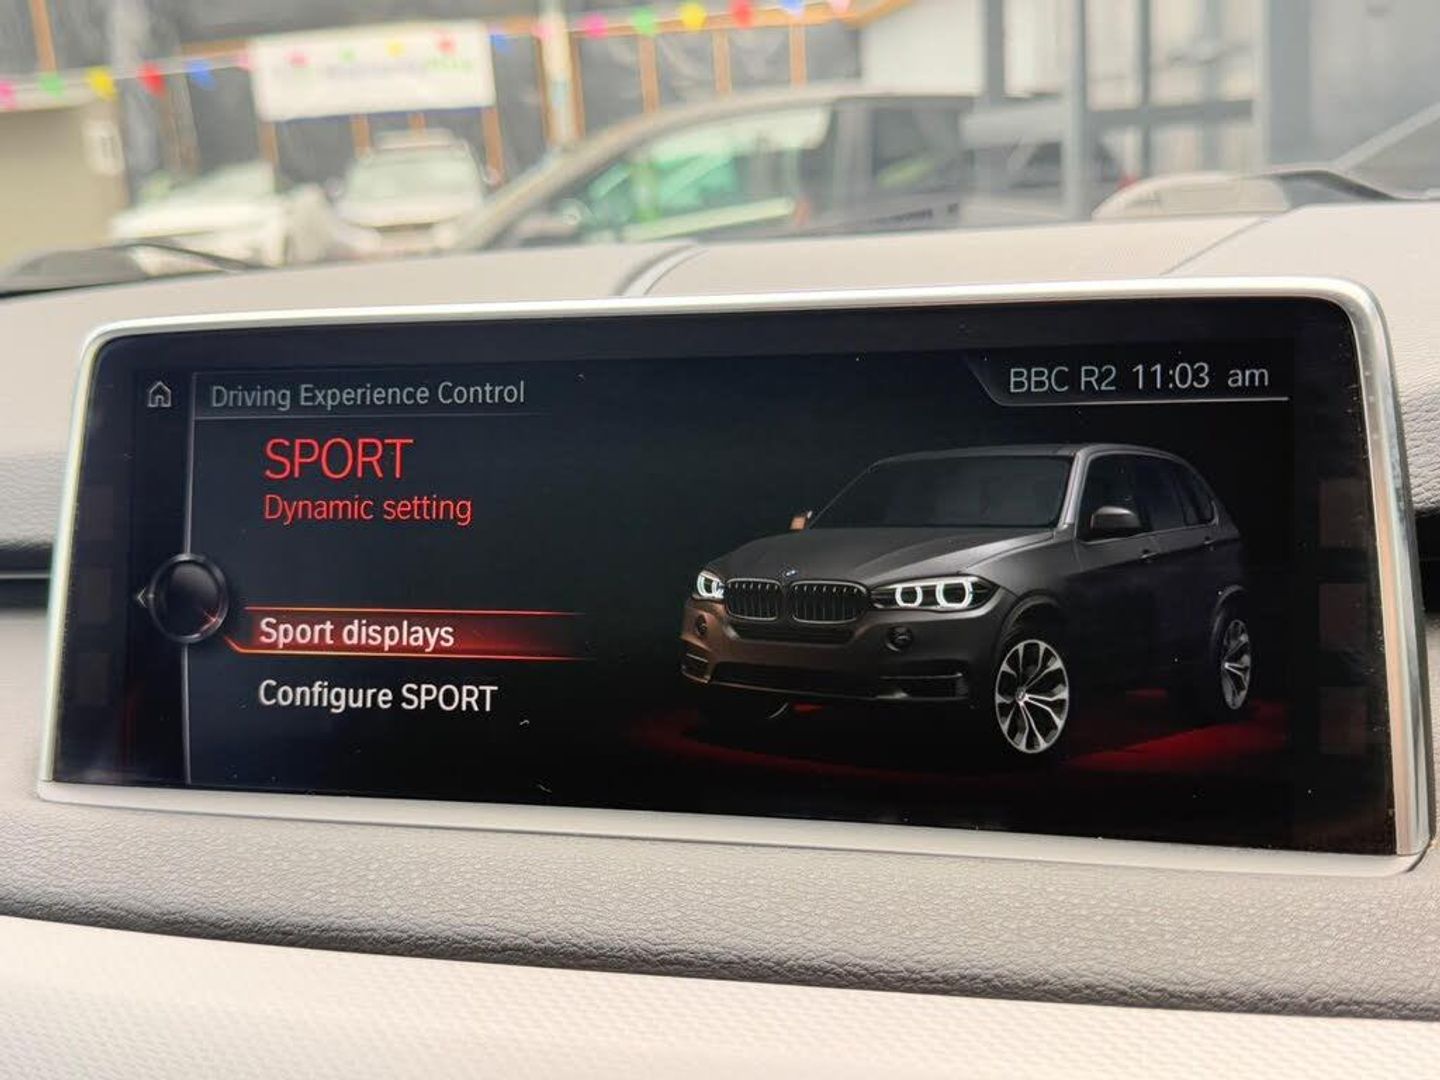 Driving Experience Control
BBC R2 11:03 am
SPORT
Dynamic setting
Sport displays
Configure SPORT